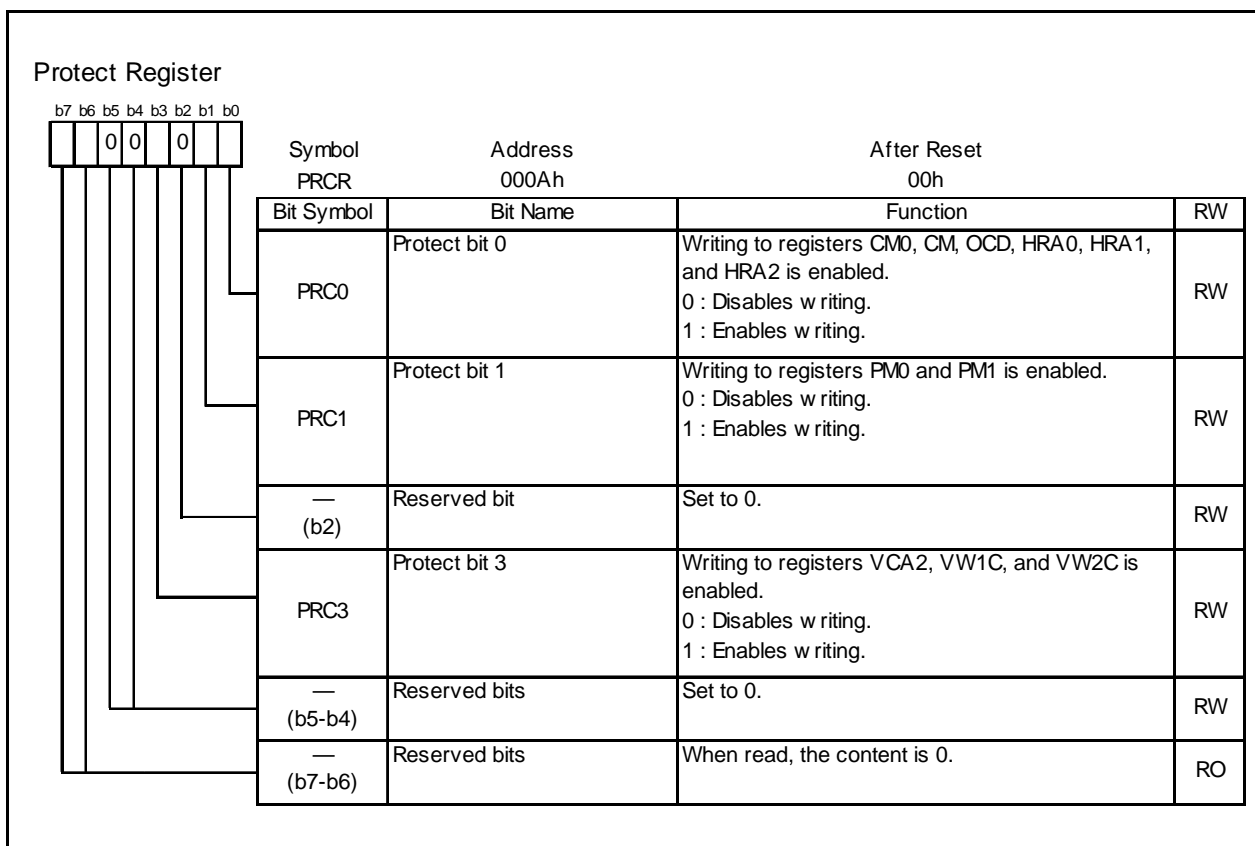 Protect Register
b7 b6 b5 b4 b3 b2 b1 b0
0 0 0
Symbol Address After Reset
PRCR 000Ah 00h
Bit Symbol Bit Name Function RW
PRC0 Protect bit 0 Writing to registers CM0, CM, OCD, HRA0, HRA1,
and HRA2 is enabled.
0 : Disables w riting.
1 : Enables w riting.
RW
PRC1 Protect bit 1 Writing to registers PM0 and PM1 is enabled.
0 : Disables w riting.
1 : Enables w riting.
RW
—
(b2)
Reserved bit Set to 0. RW
PRC3 Protect bit 3 Writing to registers VCA2, VW1C, and VW2C is
enabled.
0 : Disables w riting.
1 : Enables w riting.
RW
—
(b5-b4)
Reserved bits Set to 0. RW
—
(b7-b6)
Reserved bits When read, the content is 0. RO